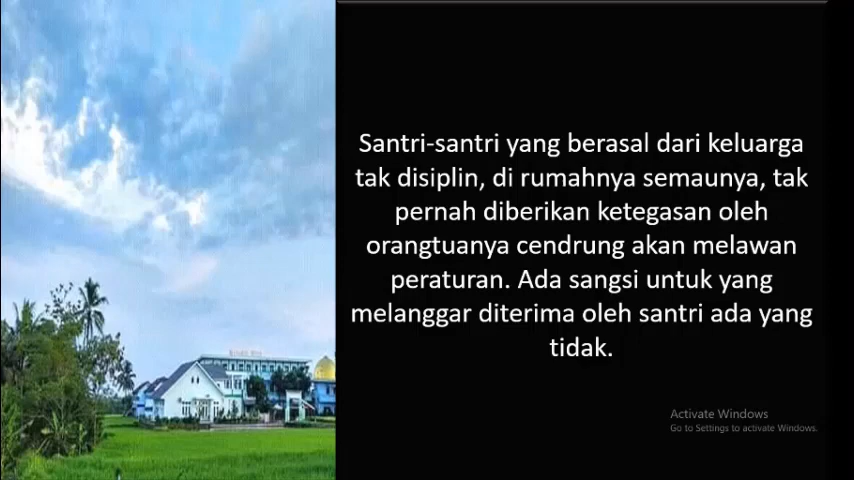 Santri-santri yang berasal dari keluarga
tak disiplin, di rumahnya semaunya, tak
pernah diberikan ketegasan oleh
orangtuanya cendrung akan melawan
peraturan. Ada sangsi untuk yang
melanggar diterima oleh santri ada yang
tidak.
Activate Windows
Go to Settings to activate Windows.